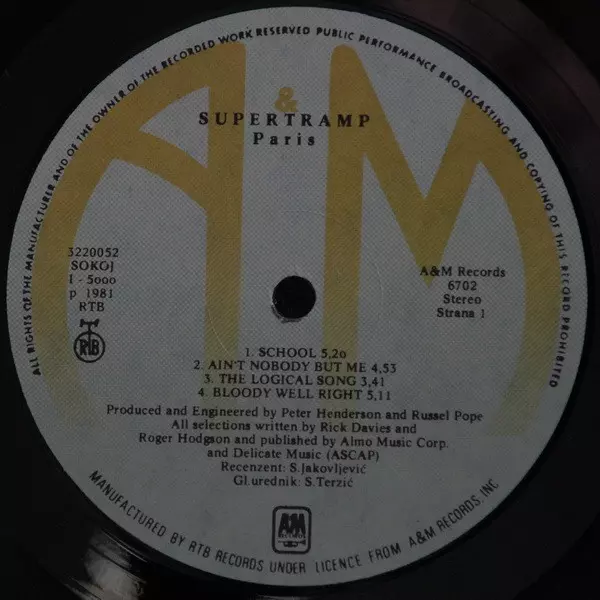 ALL RIGHTS OF THE MANUFACTURER AND OF THE OWNER OF THE RECORDED WORK RESERVED PUBLIC PERFORMANCE BROADCASTING AND COPYING OF THIS RECORD PROHIBITED
A&M
SUPERTRAMP
Paris
3220052
SOKOJ
1 - 5000
p 1981
RTB
RTB
A&M Records
6702
Stereo
Strana 1
1. SCHOOL 5,20
2. AIN'T NOBODY BUT ME 4,53
3. THE LOGICAL SONG 3,41
4. BLOODY WELL RIGHT 5,11
Produced and Engineered by Peter Henderson and Russel Pope
All selections written by Rick Davies and
Roger Hodgson and published by Almo Music Corp.
and Delicate Music (ASCAP)
Recenzent: S.Jakovljević
Gl.urednik: S.Terzić
A&M
RECORDS
MANUFACTURED BY RTB RECORDS UNDER LICENCE FROM A&M RECORDS, INC